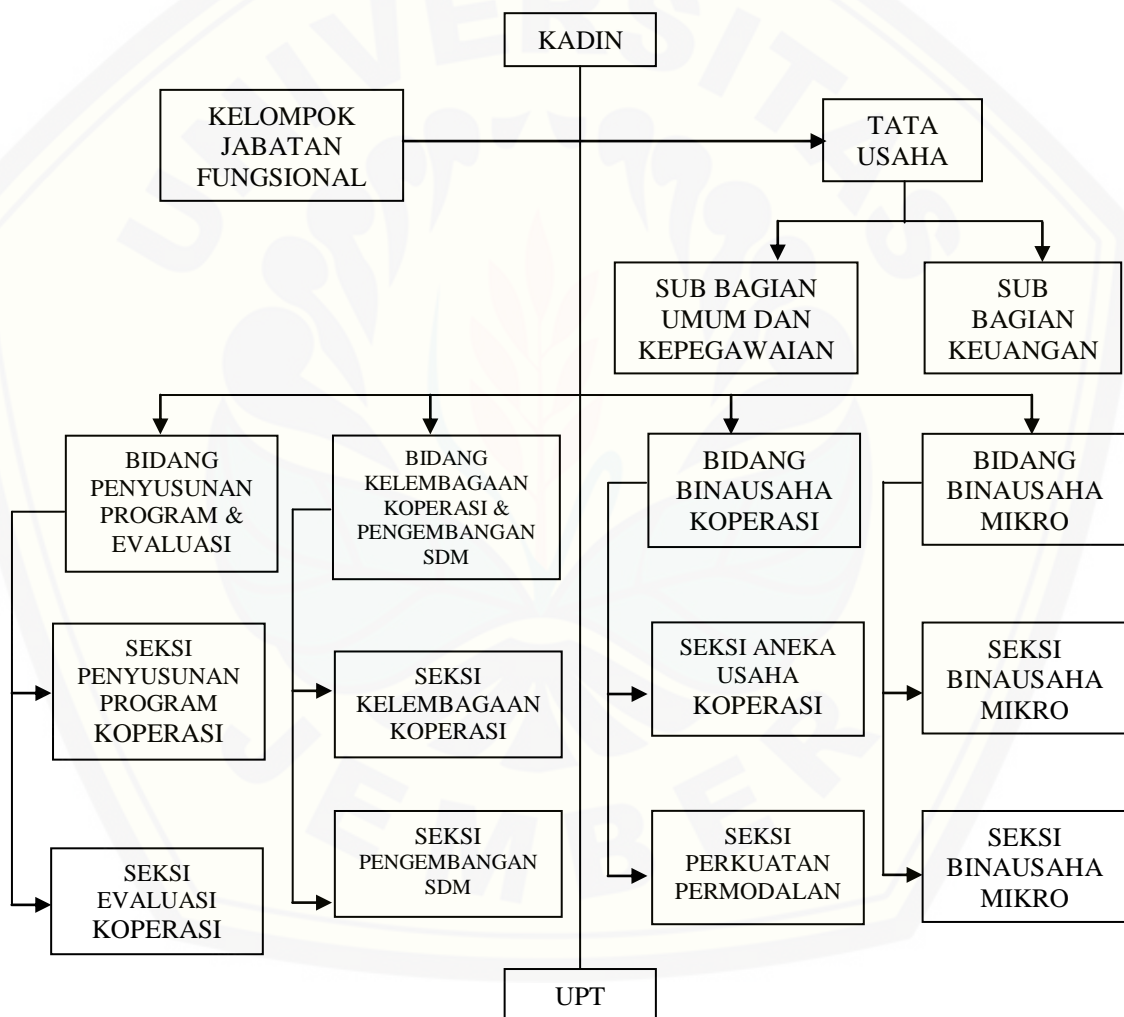 KADIN
KELOMPOK
JABATAN
FUNGSIONAL
TATA
USAHA
SUB BAGIAN
UMUM DAN
KEPEGAWAIAN
SUB
BAGIAN
KEUANGAN
BIDANG
PENYUSUNAN
PROGRAM &
EVALUASI
BIDANG
KELEMBAGAAN
KOPERASI &
PENGEMBANGAN
SDM
BIDANG
BINAUSAHA
KOPERASI
BIDANG
BINAUSAHA
MIKRO
SEKSI
PENYUSUNAN
PROGRAM
KOPERASI
SEKSI
KELEMBAGAAN
KOPERASI
SEKSI ANEKA
USAHA
KOPERASI
SEKSI
BINAUSAHA
MIKRO
SEKSI
EVALUASI
KOPERASI
SEKSI
PENGEMBANGAN
SDM
SEKSI
PERKUATAN
PERMODALAN
SEKSI
BINAUSAHA
MIKRO
UPT
UNIVERSITAS
JEMBER